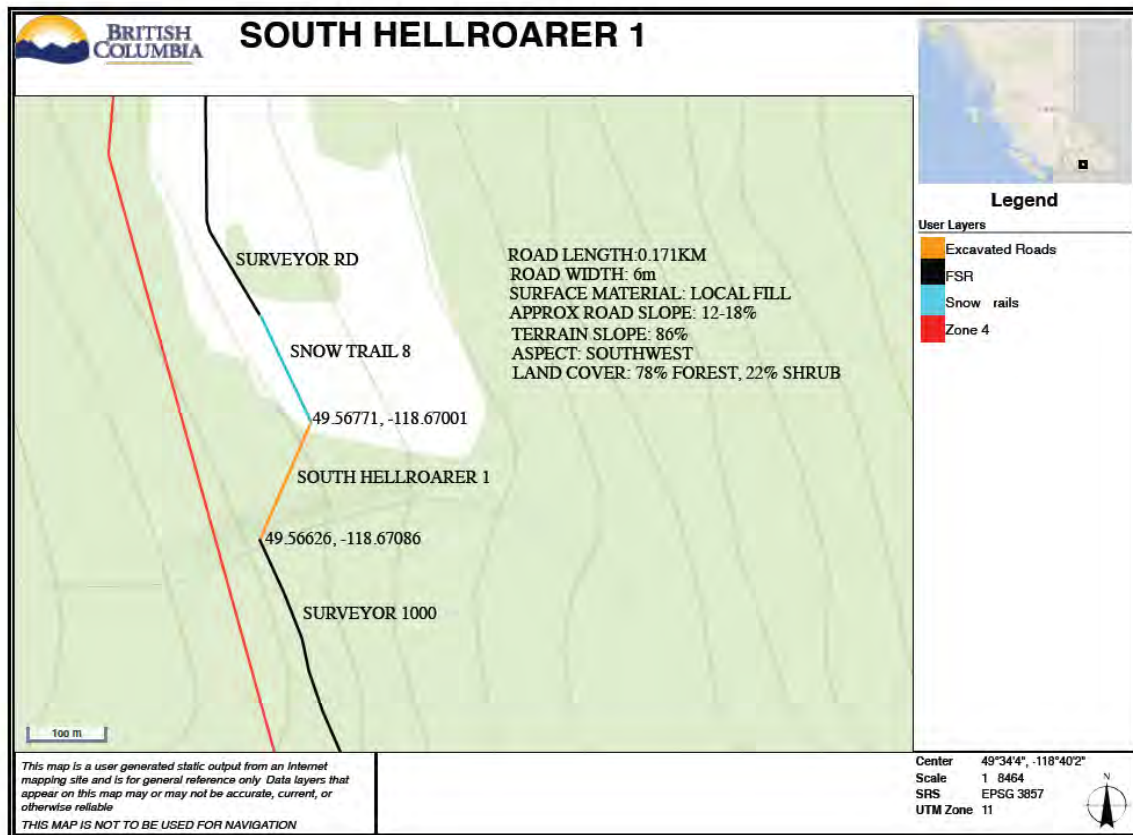 BRITISH
COLUMBIA
SOUTH HELLROARER 1
SURVEYOR RD
SNOW TRAIL 8
49.56771, -118.67001
SOUTH HELLROARER 1
49.56626, -118.67086
SURVEYOR 1000
ROAD LENGTH:0.171KM
ROAD WIDTH: 6m
SURFACE MATERIAL: LOCAL FILL
APPROX ROAD SLOPE: 12-18%
TERRAIN SLOPE: 86%
ASPECT: SOUTHWEST
LAND COVER: 78% FOREST, 22% SHRUB
100 m
Legend
User Layers
Excavated Roads
FSR
Snow rails
Zone 4
This map is a user generated static output from an Internet
mapping site and is for general reference only Data layers that
appear on this map may or may not be accurate, current, or
otherwise reliable
THIS MAP IS NOT TO BE USED FOR NAVIGATION
Center 49°34'4", -118°40'2"
Scale 1 8464
SRS EPSG 3857
UTM Zone 11
N